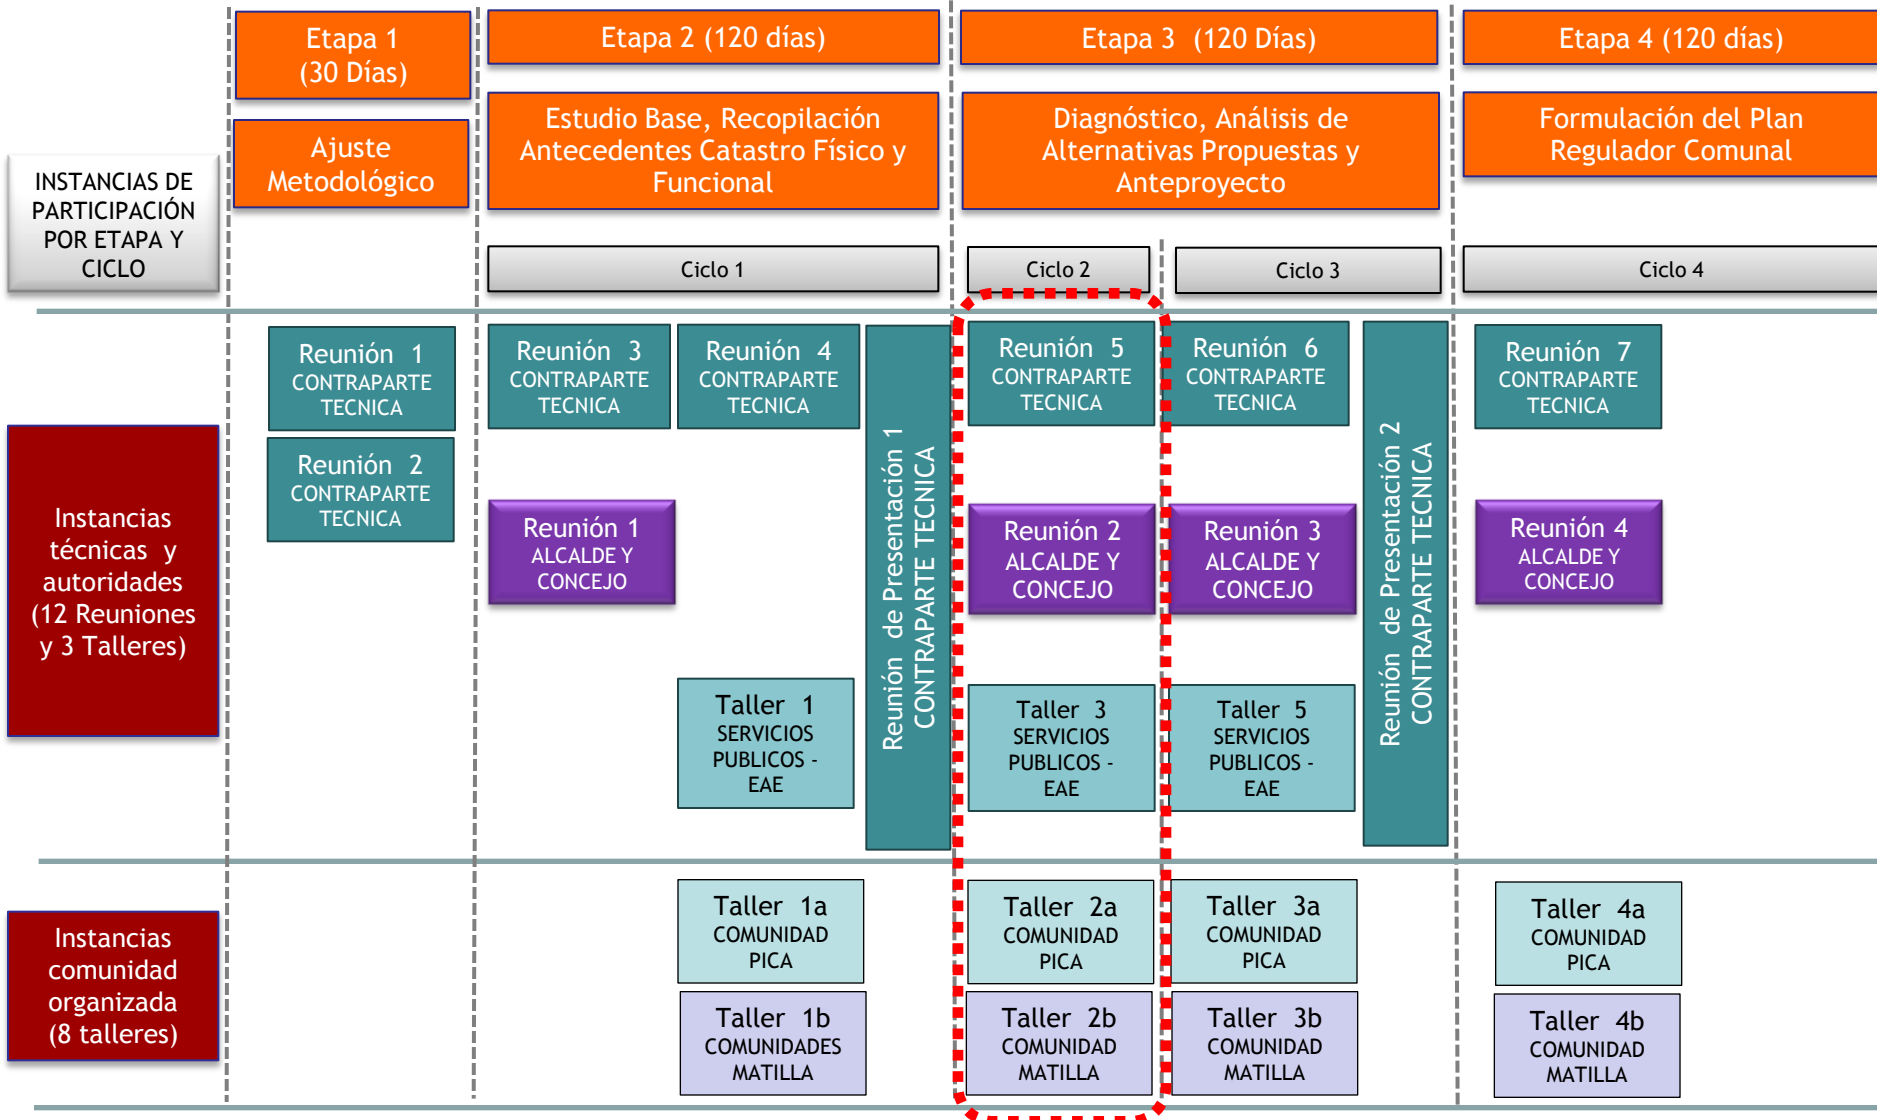 Etapa 1
(30 Días)
Etapa 2 (120 días)
Etapa 3 (120 Días)
Etapa 4 (120 días)
Ajuste
Metodológico
Estudio Base, Recopilación
Antecedentes Catastro Físico y
Funcional
Diagnóstico, Análisis de
Alternativas Propuestas y
Anteproyecto
Formulación del Plan
Regulador Comunal
INSTANCIAS DE
PARTICIPACIÓN
POR ETAPA Y
CICLO
Ciclo 1
Ciclo 2
Ciclo 3
Ciclo 4
Instancias
técnicas y
autoridades
(12 Reuniones
y 3 Talleres)
Reunión 1
CONTRAPARTE
TECNICA
Reunión 2
CONTRAPARTE
TECNICA
Reunión 3
CONTRAPARTE
TECNICA
Reunión 4
CONTRAPARTE
TECNICA
Reunión 1
ALCALDE Y
CONCEJO
Taller 1
SERVICIOS
PUBLICOS -
EAE
Reunión de Presentación 1
CONTRAPARTE TECNICA
Reunión 5
CONTRAPARTE
TECNICA
Reunión 2
ALCALDE Y
CONCEJO
Taller 3
SERVICIOS
PUBLICOS -
EAE
Reunión 6
CONTRAPARTE
TECNICA
Reunión 3
ALCALDE Y
CONCEJO
Taller 5
SERVICIOS
PUBLICOS -
EAE
Reunión de Presentación 2
CONTRAPARTE TECNICA
Reunión 7
CONTRAPARTE
TECNICA
Reunión 4
ALCALDE Y
CONCEJO
Instancias
comunidad
organizada
(8 talleres)
Taller 1a
COMUNIDAD
PICA
Taller 1b
COMUNIDADES
MATILLA
Taller 2a
COMUNIDAD
PICA
Taller 2b
COMUNIDAD
MATILLA
Taller 3a
COMUNIDAD
PICA
Taller 3b
COMUNIDAD
MATILLA
Taller 4a
COMUNIDAD
PICA
Taller 4b
COMUNIDAD
MATILLA